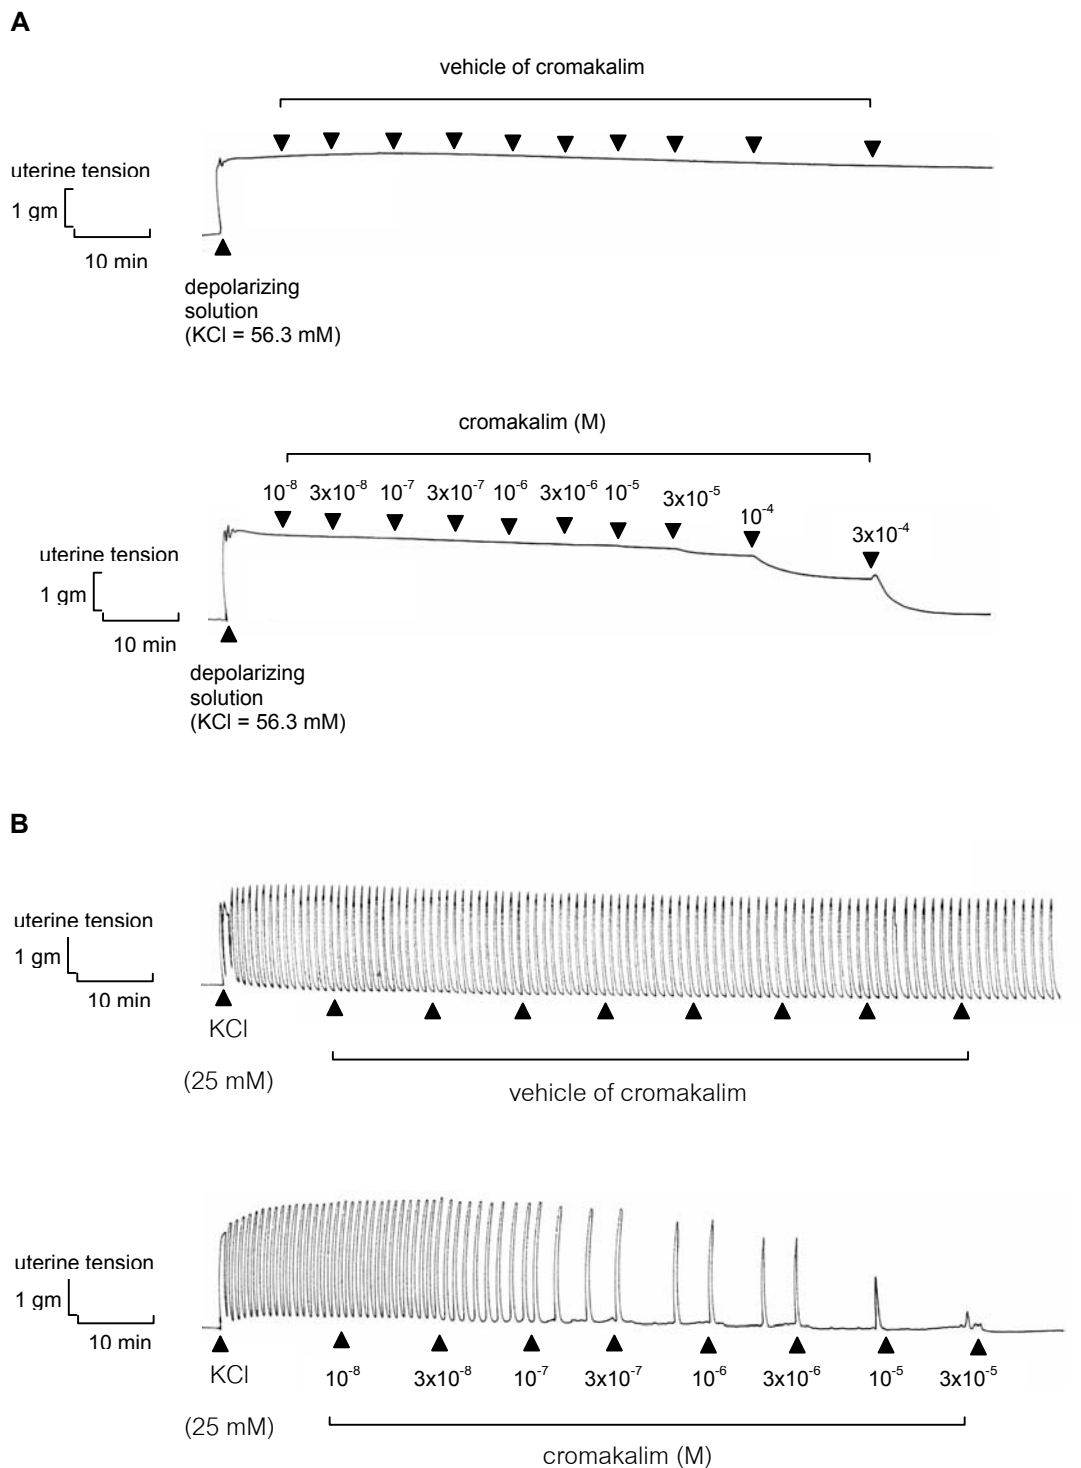 A
vehicle of cromakalim
uterine tension
1 gm
10 min
depolarizing
solution
(KCl = 56.3 mM)
cromakalim (M)
10⁻⁸ 3x10⁻⁸ 10⁻⁷ 3x10⁻⁷ 10⁻⁶ 3x10⁻⁶ 10⁻⁵ 3x10⁻⁵ 10⁻⁴ 3x10⁻⁴
uterine tension
1 gm
10 min
depolarizing
solution
(KCl = 56.3 mM)
B
uterine tension
1 gm
10 min
KCl
(25 mM)
vehicle of cromakalim
uterine tension
1 gm
10 min
KCl
10⁻⁸ 3x10⁻⁸ 10⁻⁷ 3x10⁻⁷ 10⁻⁶ 3x10⁻⁶ 10⁻⁵ 3x10⁻⁵
(25 mM)
cromakalim (M)